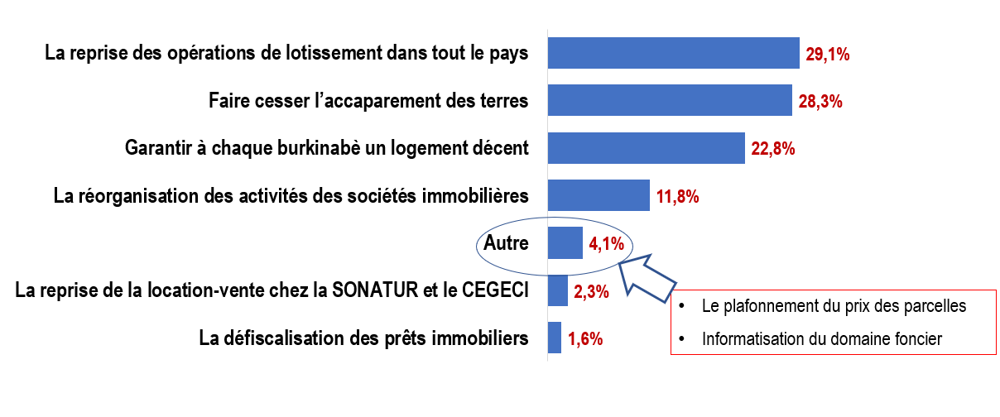 La reprise des opérations de lotissement dans tout le pays 29,1%
Faire cesser l'accaparement des terres 28,3%
Garantir à chaque burkinabè un logement décent 22,8%
La réorganisation des activités des sociétés immobilières 11,8%
Autre 4,1%
La reprise de la location-vente chez la SONATUR et le CEGECI 2,3%
La défiscalisation des prêts immobiliers 1,6%
• Le plafonnement du prix des parcelles
• Informatisation du domaine foncier